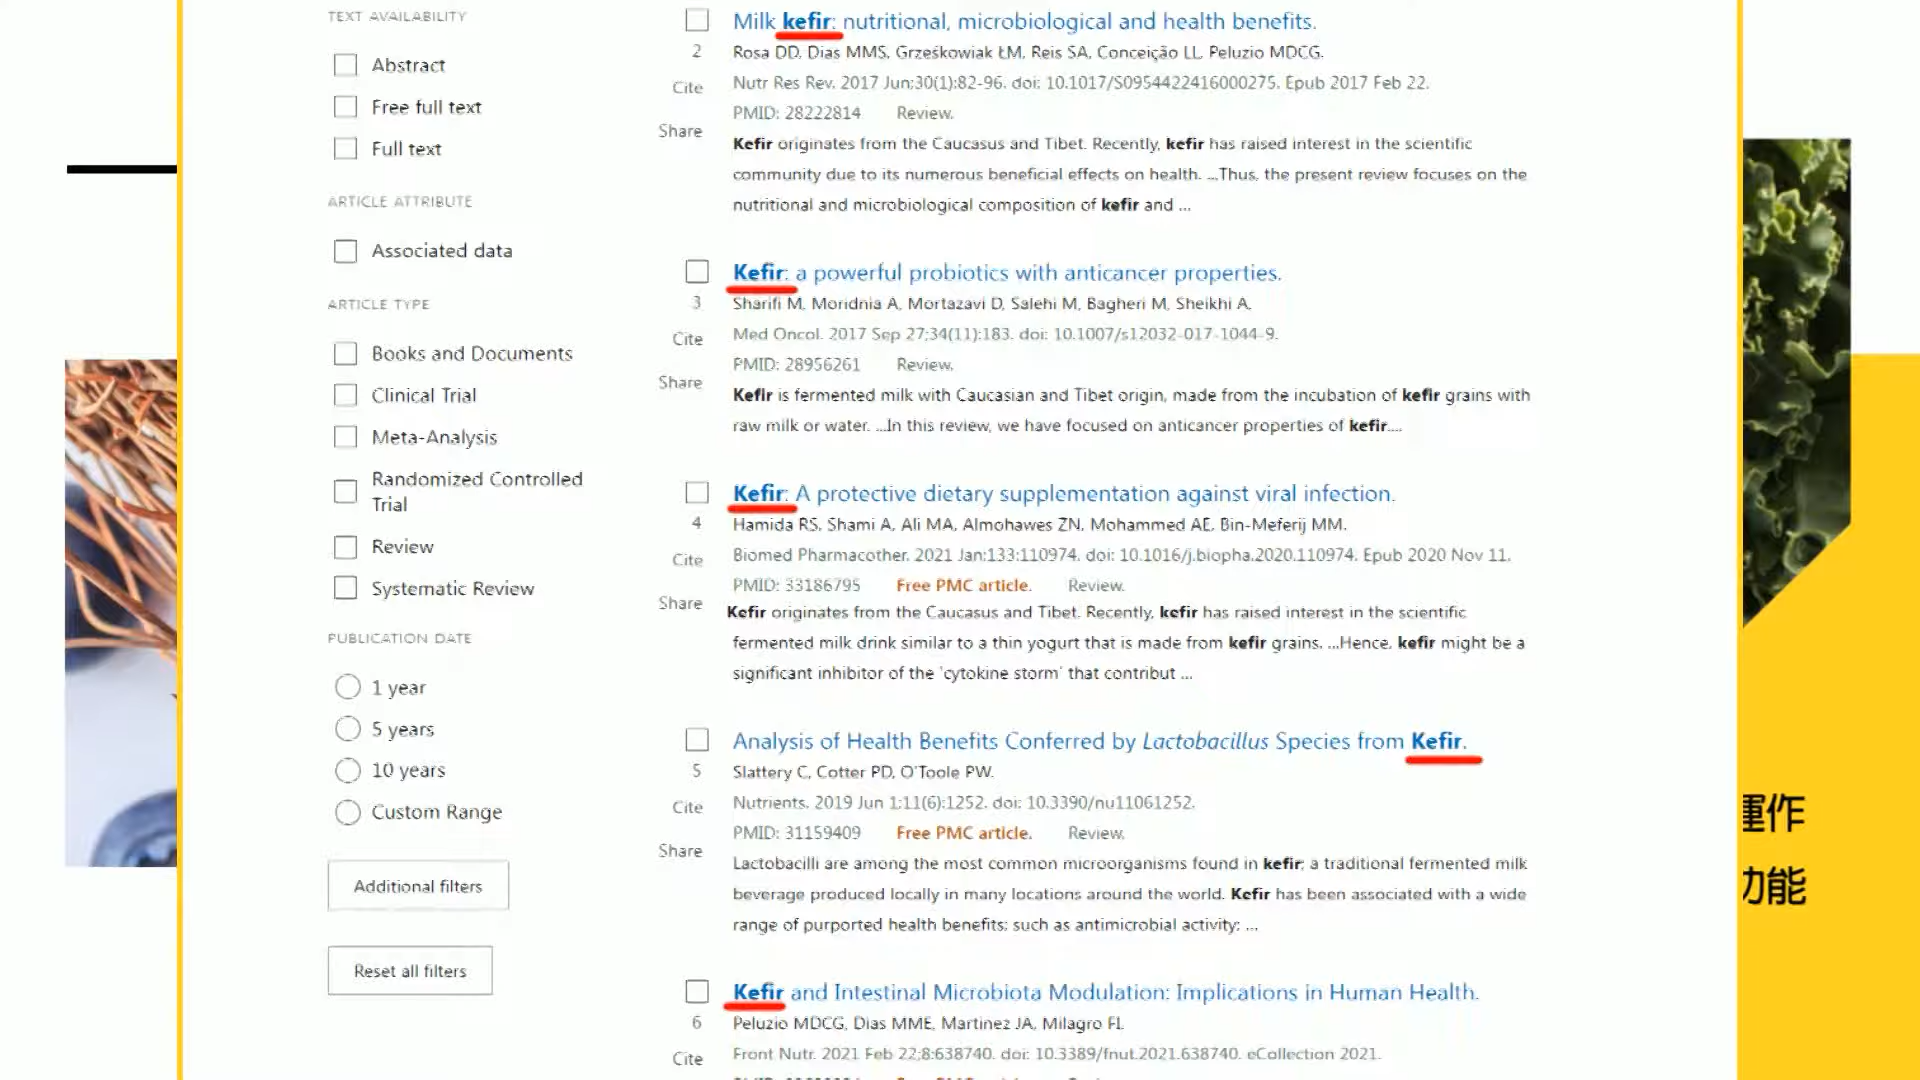 TEXT AVAILABILITY
Abstract
Free full text
Full text
ARTICLE ATTRIBUTE
Associated data
ARTICLE TYPE
Books and Documents
Clinical Trial
Meta-Analysis
Randomized Controlled
Trial
Review
Systematic Review
PUBLICATION DATE
1 year
5 years
10 years
Custom Range
Additional filters
Reset all filters
Milk kefir: nutritional, microbiological and health benefits.
2
Rosa DD, Dias MMS, Grześkowiak ŁM, Reis SA, Conceição LL, Peluzio MDCG.
Cite
Nutr Res Rev. 2017 Jun;30(1):82-96. doi: 10.1017/S0954422416000275. Epub 2017 Feb 22.
PMID: 28222814 Review.
Share
Kefir originates from the Caucasus and Tibet. Recently, kefir has raised interest in the scientific
community due to its numerous beneficial effects on health. ...Thus, the present review focuses on the
nutritional and microbiological composition of kefir and ...
Kefir: a powerful probiotics with anticancer properties.
3
Sharifi M, Moridnia A, Mortazavi D, Salehi M, Bagheri M, Sheikhi A.
Cite
Med Oncol. 2017 Sep 27;34(11):183. doi: 10.1007/s12032-017-1044-9.
PMID: 28956261 Review.
Share
Kefir is fermented milk with Caucasian and Tibet origin, made from the incubation of kefir grains with
raw milk or water. ...In this review, we have focused on anticancer properties of kefir....
Kefir: A protective dietary supplementation against viral infection.
4
Hamida RS, Shami A, Ali MA, Almohawes ZN, Mohammed AE, Bin-Meferij MM.
Cite
Biomed Pharmacother. 2021 Jan;133:110974. doi: 10.1016/j.biopha.2020.110974. Epub 2020 Nov 11.
PMID: 33186795 Free PMC article. Review.
Share
Kefir originates from the Caucasus and Tibet. Recently, kefir has raised interest in the scientific
fermented milk drink similar to a thin yogurt that is made from kefir grains. ...Hence, kefir might be a
significant inhibitor of the 'cytokine storm' that contribut ...
Analysis of Health Benefits Conferred by Lactobacillus Species from Kefir.
5
Slattery C, Cotter PD, O'Toole PW.
Cite
Nutrients. 2019 Jun 1;11(6):1252. doi: 10.3390/nu11061252.
PMID: 31159409 Free PMC article. Review.
Share
Lactobacilli are among the most common microorganisms found in kefir; a traditional fermented milk
beverage produced locally in many locations around the world. Kefir has been associated with a wide
range of purported health benefits; such as antimicrobial activity; ...
Kefir and Intestinal Microbiota Modulation: Implications in Human Health.
6
Peluzio MDCG, Dias MME, Martinez JA, Milagro FI.
Cite
Front Nutr. 2021 Feb 22;8:638740. doi: 10.3389/fnut.2021.638740. eCollection 2021.
運作
功能